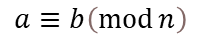 a ≡ b(mod n)